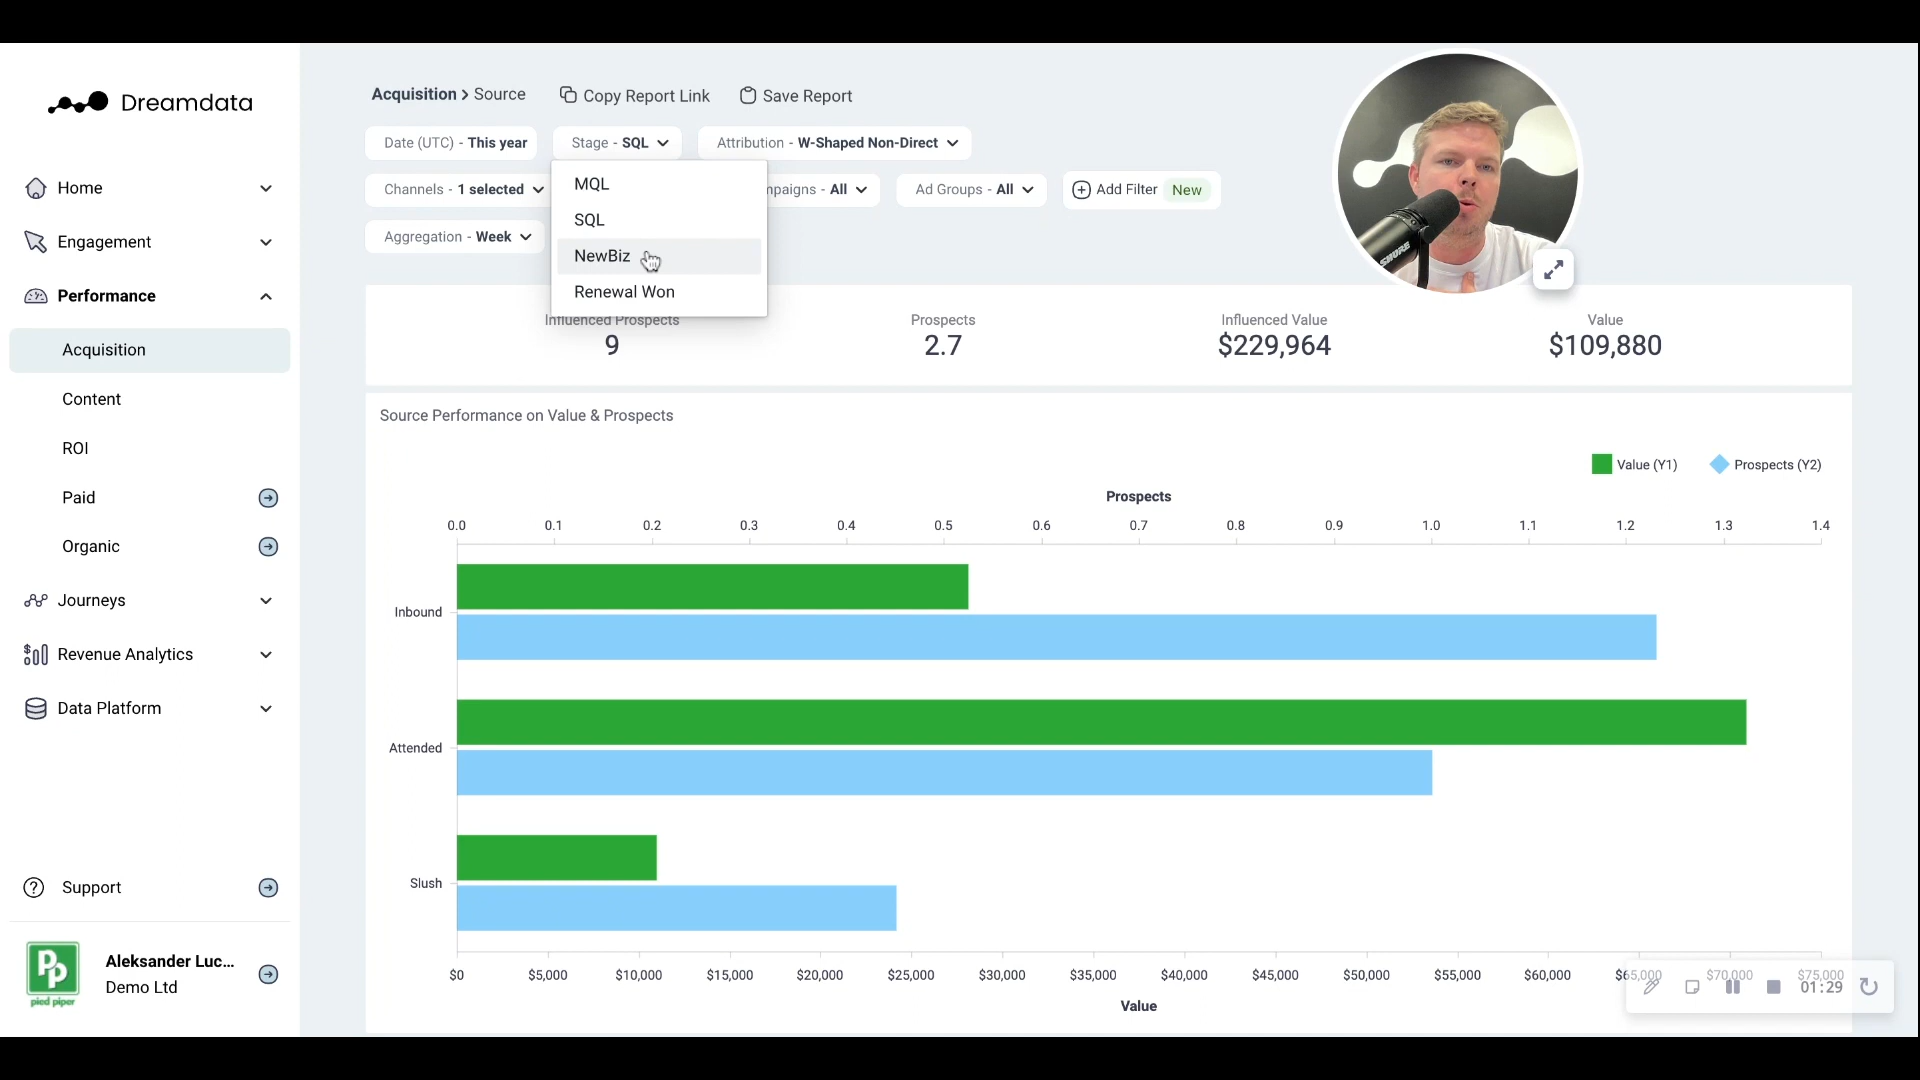 Dreamdata
Home
Engagement
Performance
Acquisition
Content
ROI
Paid
Organic
Journeys
Revenue Analytics
Data Platform
Support
pied piper
Aleksander Luc...
Demo Ltd
Acquisition > Source
Copy Report Link
Save Report
Date (UTC) - This year
Stage - SQL
Attribution - W-Shaped Non-Direct
Channels - 1 selected
mpaigns - All
Ad Groups - All
Add Filter New
Aggregation - Week
MQL
SQL
NewBiz
Renewal Won
SHURE
Influenced Prospects
9
Prospects
2.7
Influenced Value
$229,964
Value
$109,880
Source Performance on Value & Prospects
Value (Y1) Prospects (Y2)
Prospects
0.0 0.1 0.2 0.3 0.4 0.5 0.6 0.7 0.8 0.9 1.0 1.1 1.2 1.3 1.4
Inbound
Attended
Slush
$0 $5,000 $10,000 $15,000 $20,000 $25,000 $30,000 $35,000 $40,000 $45,000 $50,000 $55,000 $60,000 $65,000 $70,000 $75,000
Value
01:29